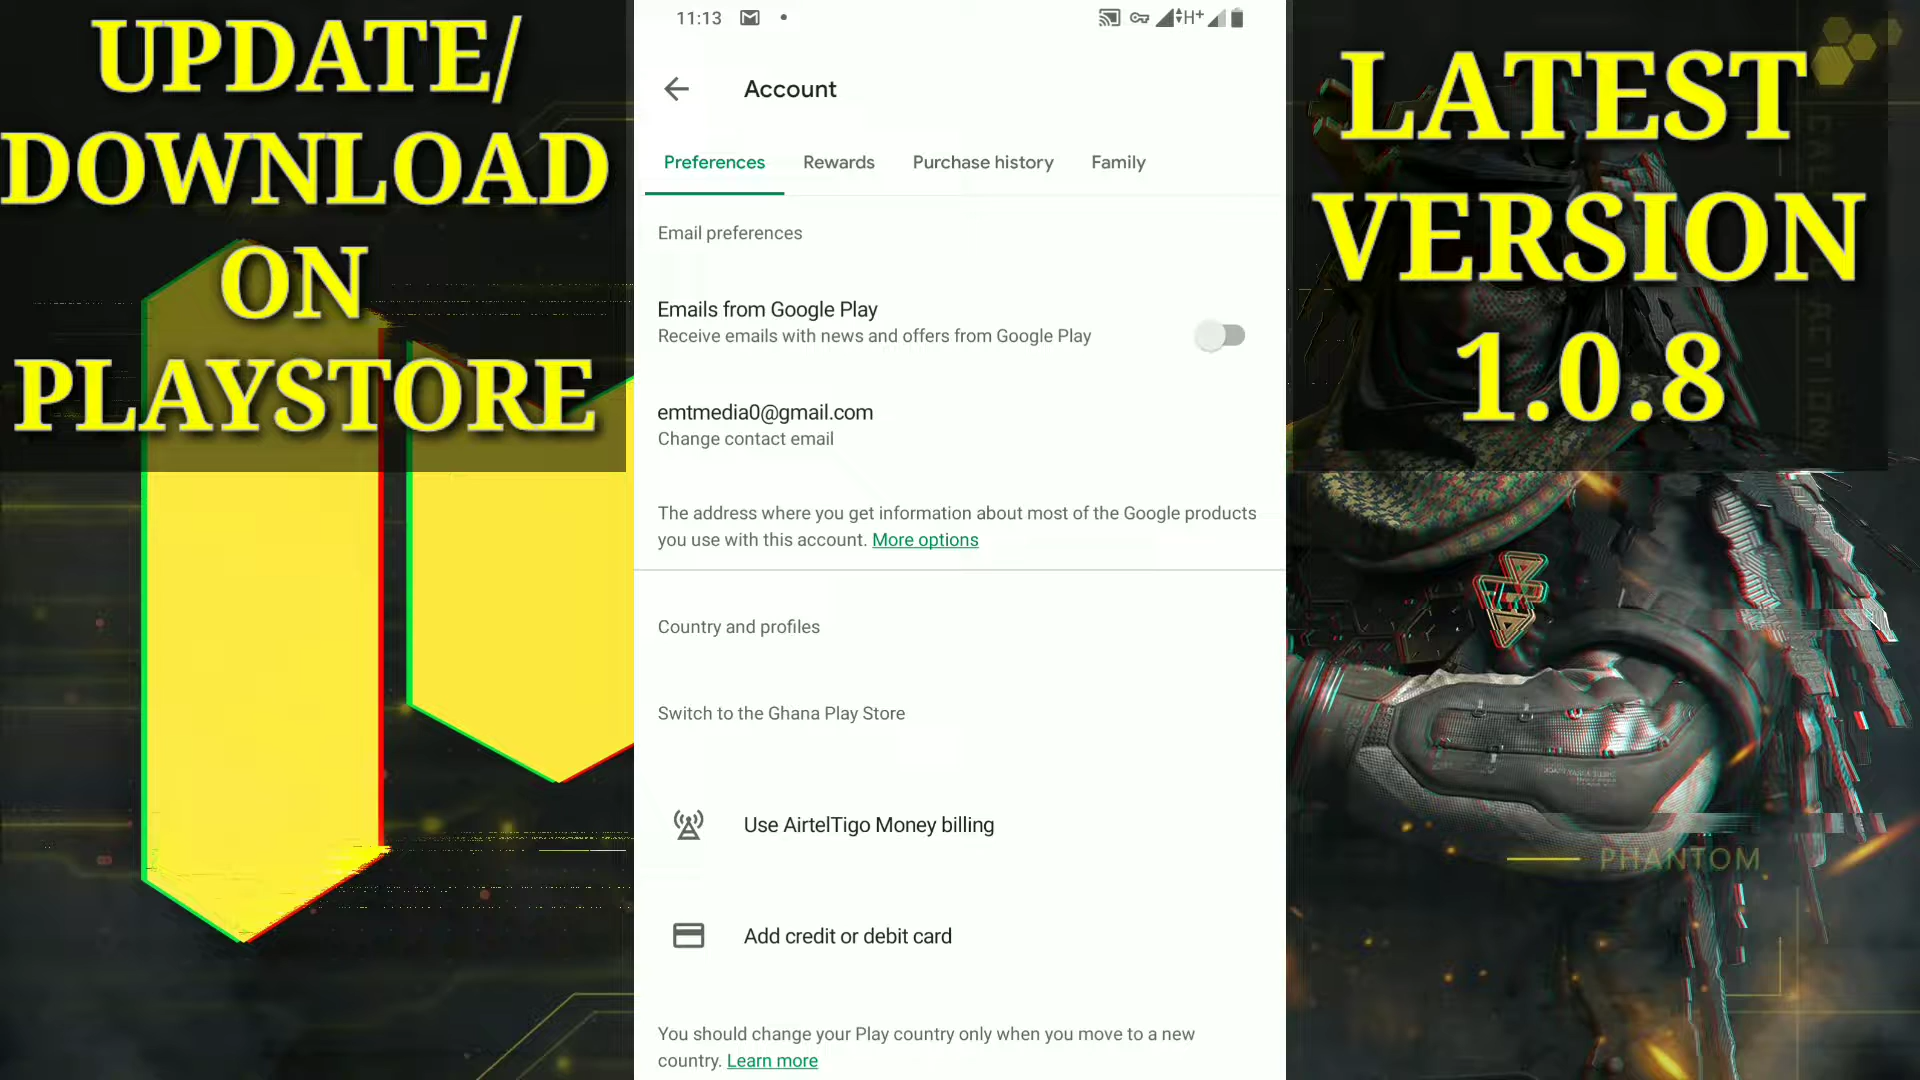 UPDATE/
DOWNLOAD
ON
PLAYSTORE
11:13
H+
Account
Preferences
Rewards
Purchase history
Family
Email preferences
Emails from Google Play
Receive emails with news and offers from Google Play
emtmedia0@gmail.com
Change contact email
The address where you get information about most of the Google products
you use with this account. More options
Country and profiles
Switch to the Ghana Play Store
Use AirtelTigo Money billing
Add credit or debit card
You should change your Play country only when you move to a new
country. Learn more
LATEST
VERSION
1.0.8
PHANTOM